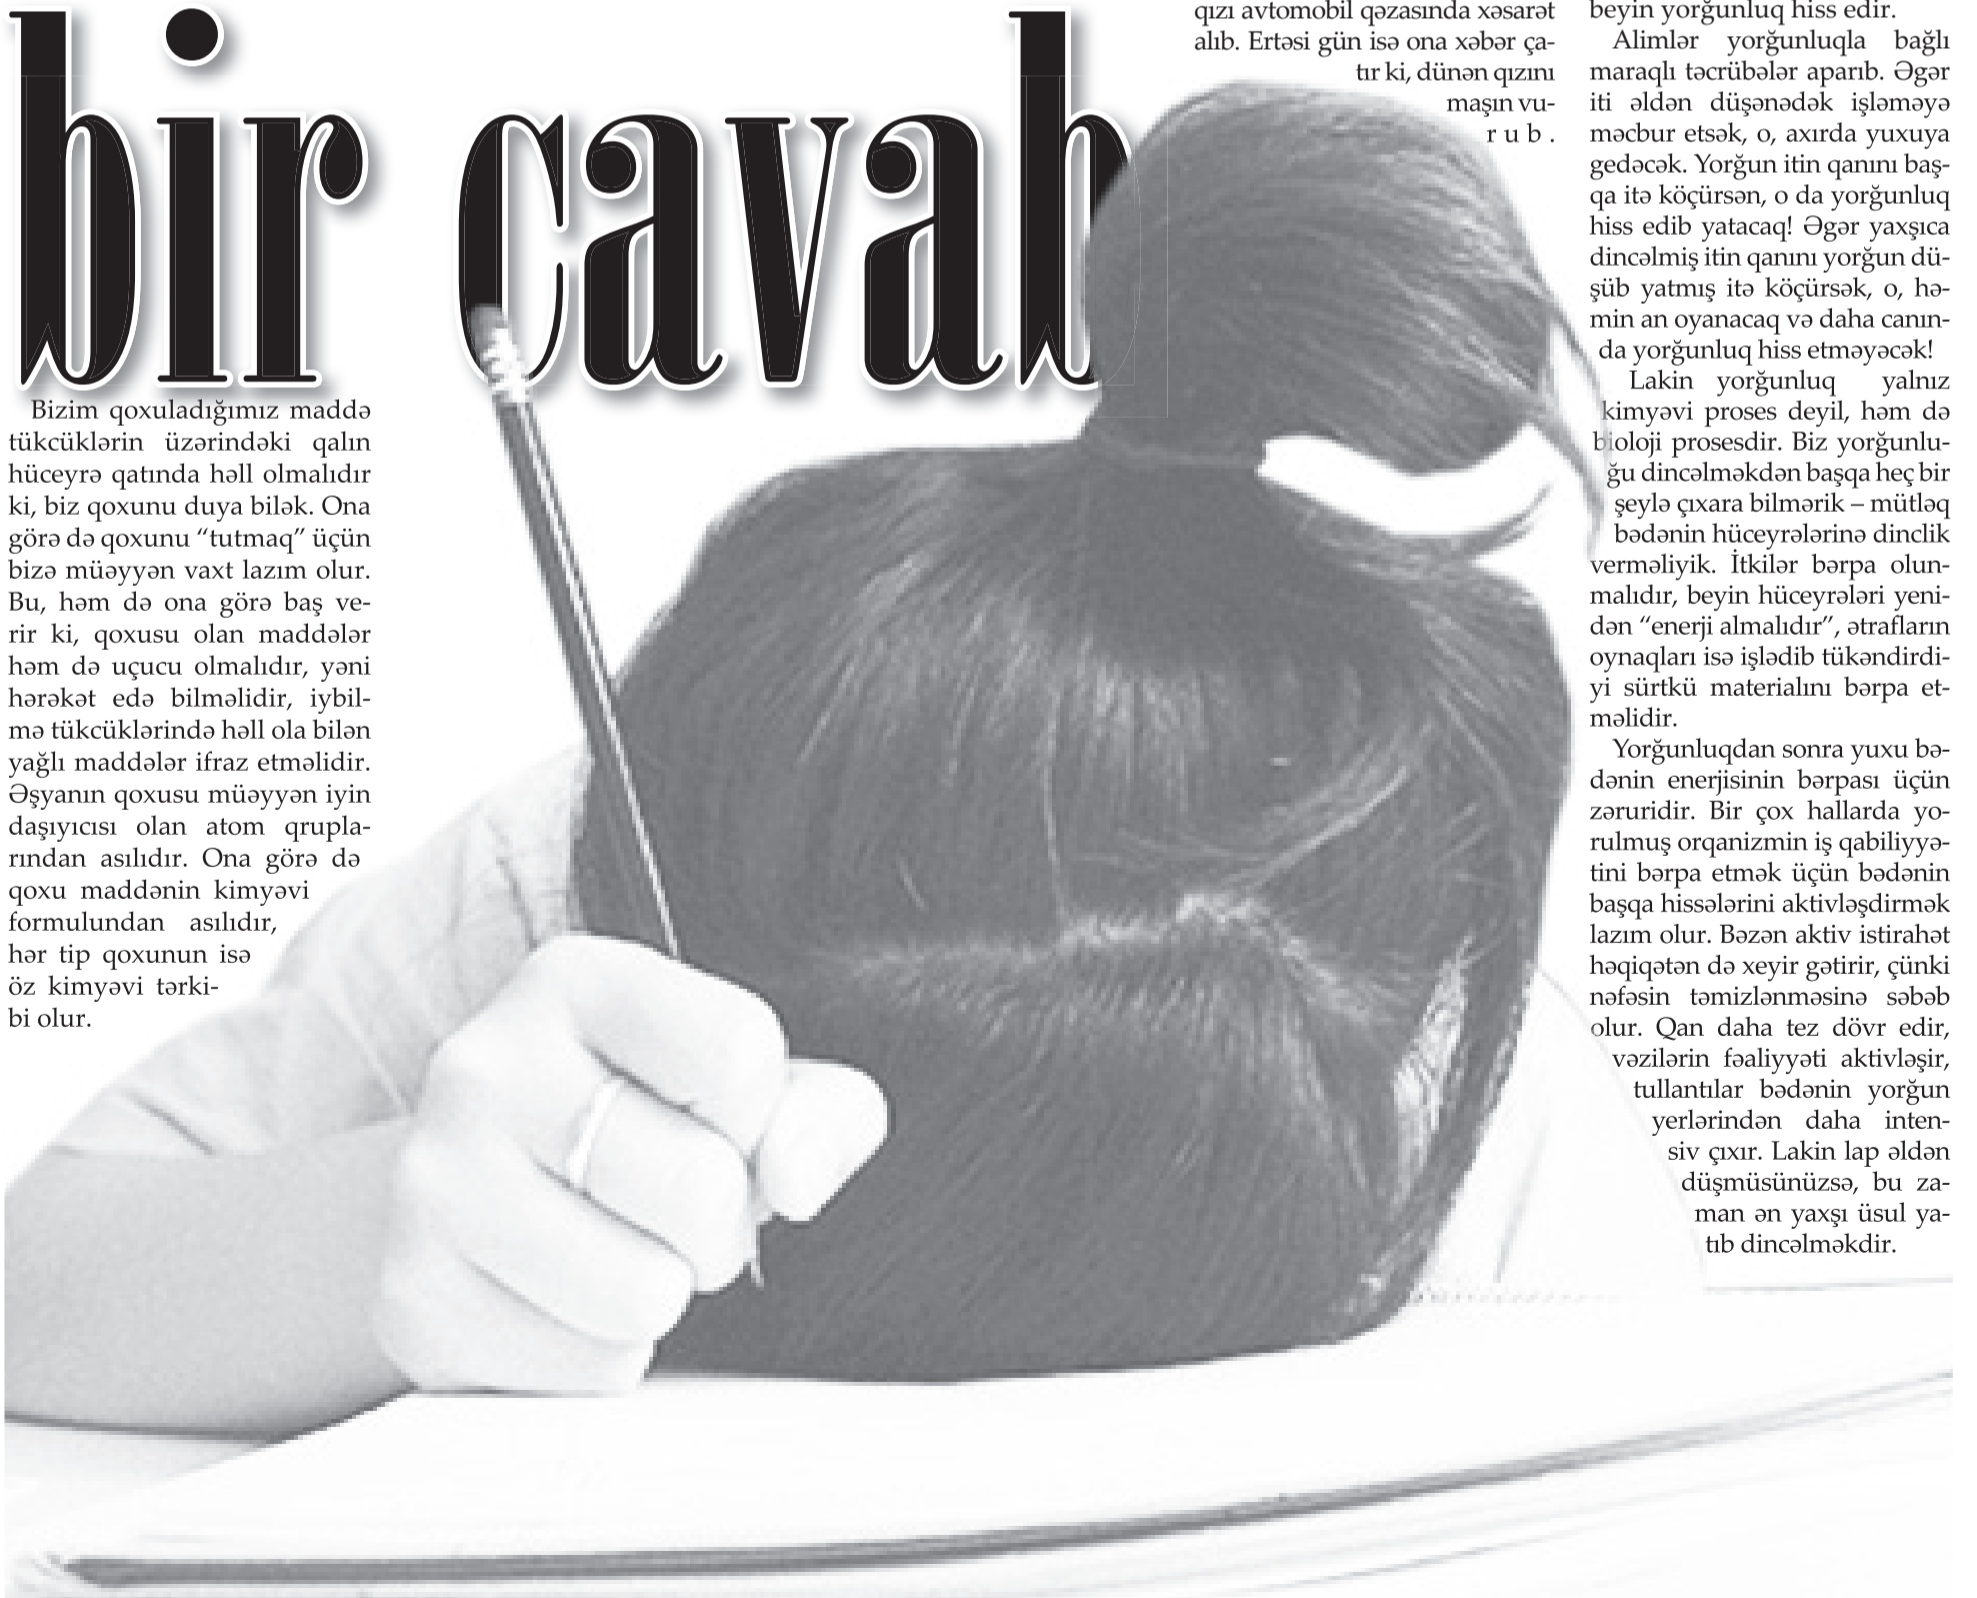 bir cavab
Bizim qoxuladığımız maddə
tükcüklərin üzərindəki qalın
hüceyrə qatında həll olmalıdır
ki, biz qoxunu duya bilək. Ona
görə də qoxunu “tutmaq” üçün
bizə müəyyən vaxt lazım olur.
Bu, həm də ona görə baş ve-
rir ki, qoxusu olan maddələr
həm də uçucu olmalıdır, yəni
hərəkət edə bilməlidir, iybil-
mə tükcüklərində həll ola bilən
yağlı maddələr ifraz etməlidir.
Əşyanın qoxusu müəyyən iyin
daşıyıcısı olan atom qrupla-
rından asılıdır. Ona görə də
qoxu maddənin kimyəvi
formulundan asılıdır,
hər tip qoxunun isə
öz kimyəvi tərki-
bi olur.
qızı avtomobil qəzasında xəsarət
alıb. Ertəsi gün isə ona xəbər ça-
tır ki, dünən qızını
maşın vu-
rub.
beyin yorğunluq hiss edir.
Alimlər yorğunluqla bağlı
maraqlı təcrübələr aparıb. Əgər
iti əldən düşənədək işləməyə
məcbur etsək, o, axırda yuxuya
gedəcək. Yorğun itin qanını baş-
qa itə köçürsən, o da yorğunluq
hiss edib yatacaq! Əgər yaxşıca
dincəlmiş itin qanını yorğun dü-
şüb yatmış itə köçürsək, o, hə-
min an oyanacaq və daha canın-
da yorğunluq hiss etməyəcək!
Lakin yorğunluq yalnız
kimyəvi proses deyil, həm də
bioloji prosesdir. Biz yorğunlu-
ğu dincəlməkdən başqa heç bir
şeylə çıxara bilmərik – mütləq
bədənin hüceyrələrinə dinclik
verməliyik. İtkilər bərpa olun-
malıdır, beyin hüceyrələri yeni-
dən “enerji almalıdır”, ətrafların
oynaqları isə işlədib tükəndirdi-
yi sürtkü materialını bərpa et-
məlidir.
Yorğunluqdan sonra yuxu bə-
dənin enerjisinin bərpası üçün
zəruridir. Bir çox hallarda yo-
rulmuş orqanizmin iş qabiliyyə-
tini bərpa etmək üçün bədənin
başqa hissələrini aktivləşdirmək
lazım olur. Bəzən aktiv istirahət
həqiqətən də xeyir gətirir, çünki
nəfəsin təmizlənməsinə səbəb
olur. Qan daha tez dövr edir,
vəzilərin fəaliyyəti aktivləşir,
tullantılar bədənin yorğun
yerlərindən daha inten-
siv çıxır. Lakin lap əldən
düşmüsünüzsə, bu za-
man ən yaxşı üsul ya-
tıb dincəlməkdir.